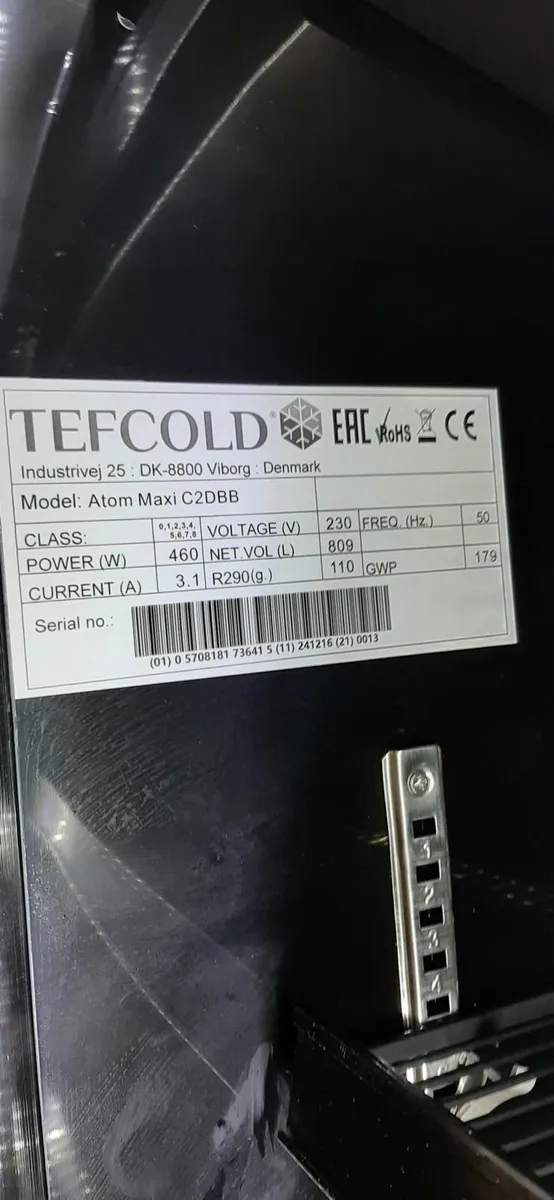 TEFCOLD® EAC RoHS CE
Industrivej 25 : DK-8800 Viborg : Denmark
Model: Atom Maxi C2DBB
CLASS: 0,1,2,3,4, 5,6,7,8 VOLTAGE (V) 230 FREQ. (Hz.) 50
POWER (W) 460 NET.VOL (L) 809
CURRENT (A) 3.1 R290(g.) 110 GWP 179
Serial no.:
(01) 0 5708181 73641 5 (11) 241216 (21) 0013
1
2
3
4